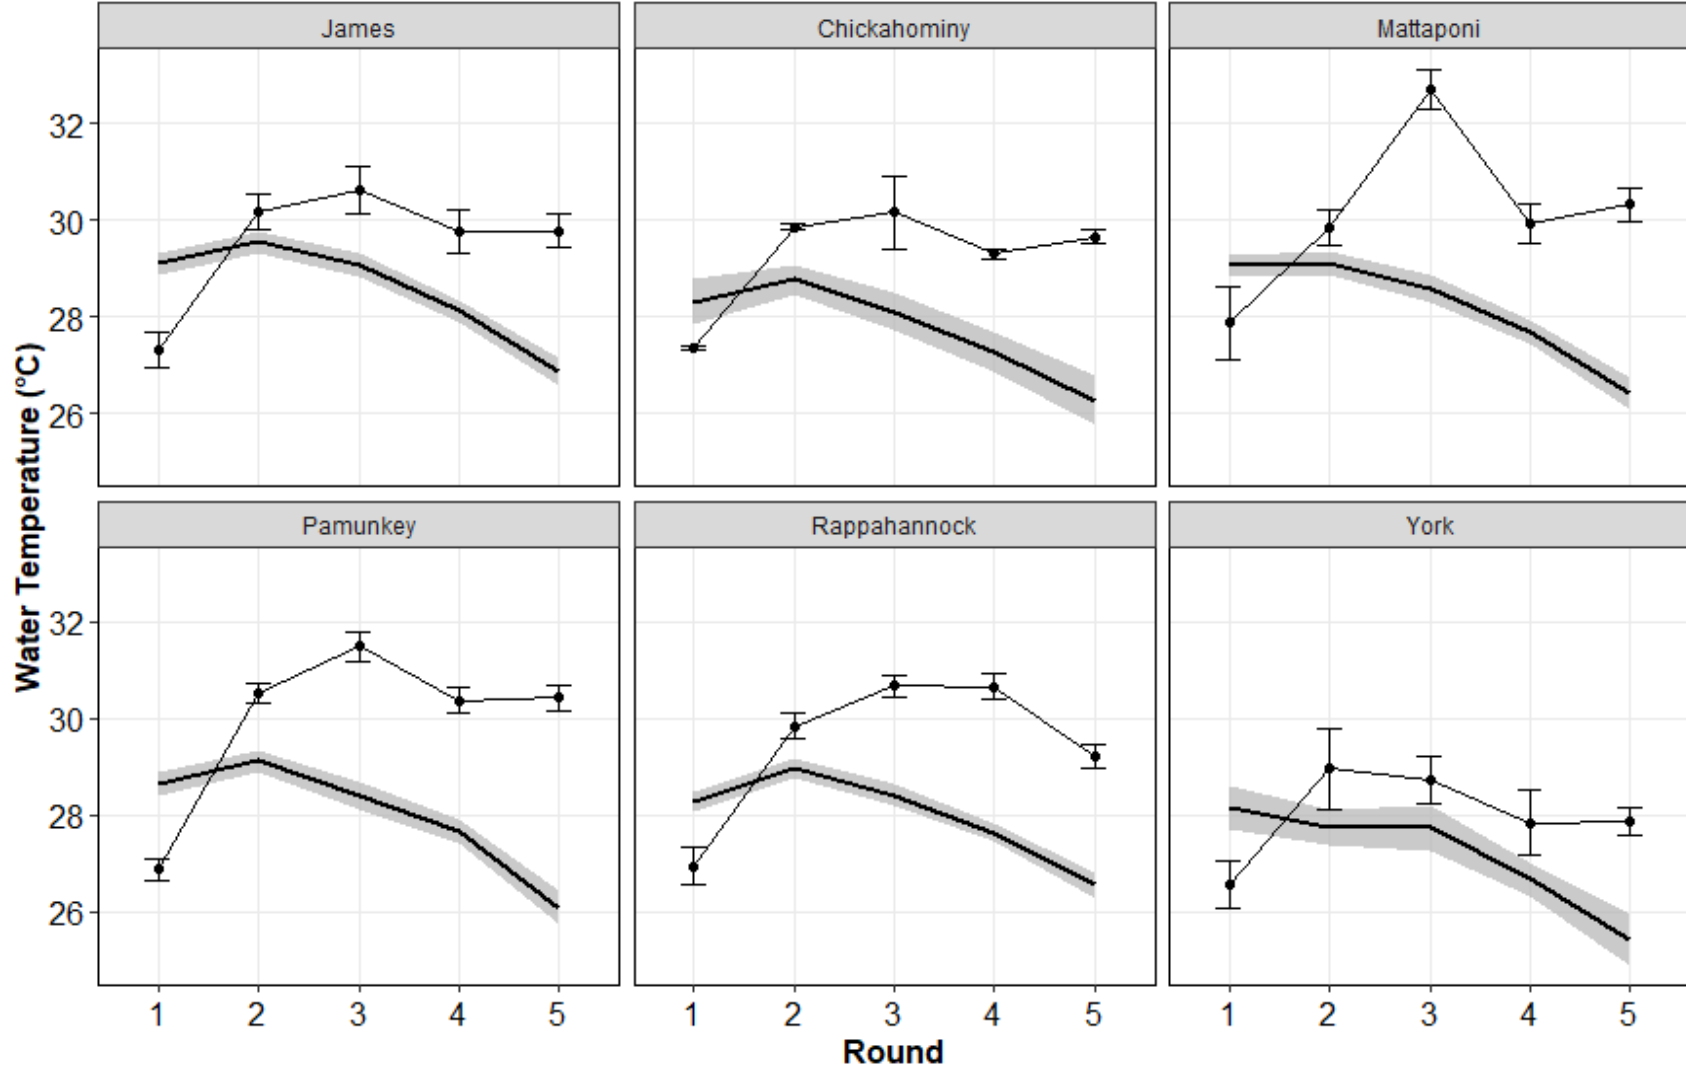 James
Chickahominy
Mattaponi
32
30
28
26
Pamunkey
Rappahannock
York
32
30
28
26
1 2 3 4 5
1 2 3 4 5
1 2 3 4 5
Round
Water Temperature (°C)